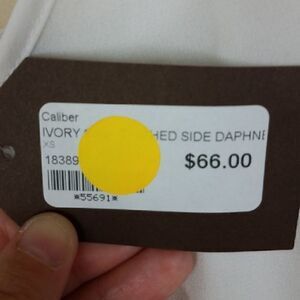 Caliber
IVORY HED SIDE DAPHNE
XS
18389
$66.00
*55691*